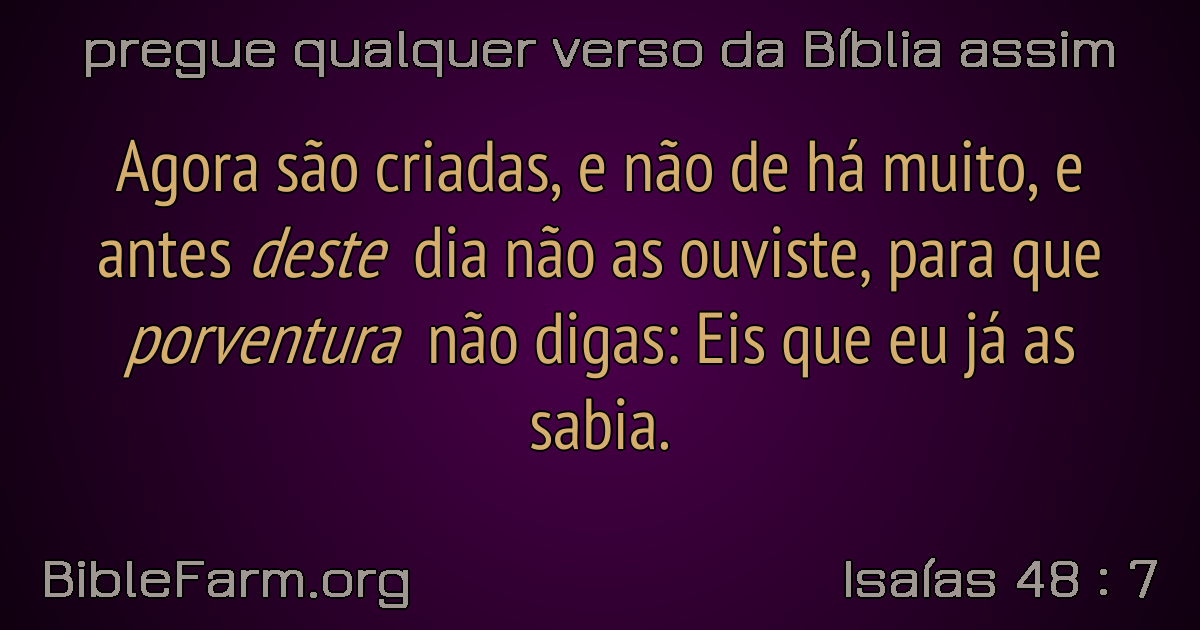 pregue qualquer verso da Bíblia assim
Agora são criadas, e não de há muito, e
antes deste dia não as ouviste, para que
porventura não digas: Eis que eu já as
sabia.
BibleFarm.org
Isaías 48 : 7